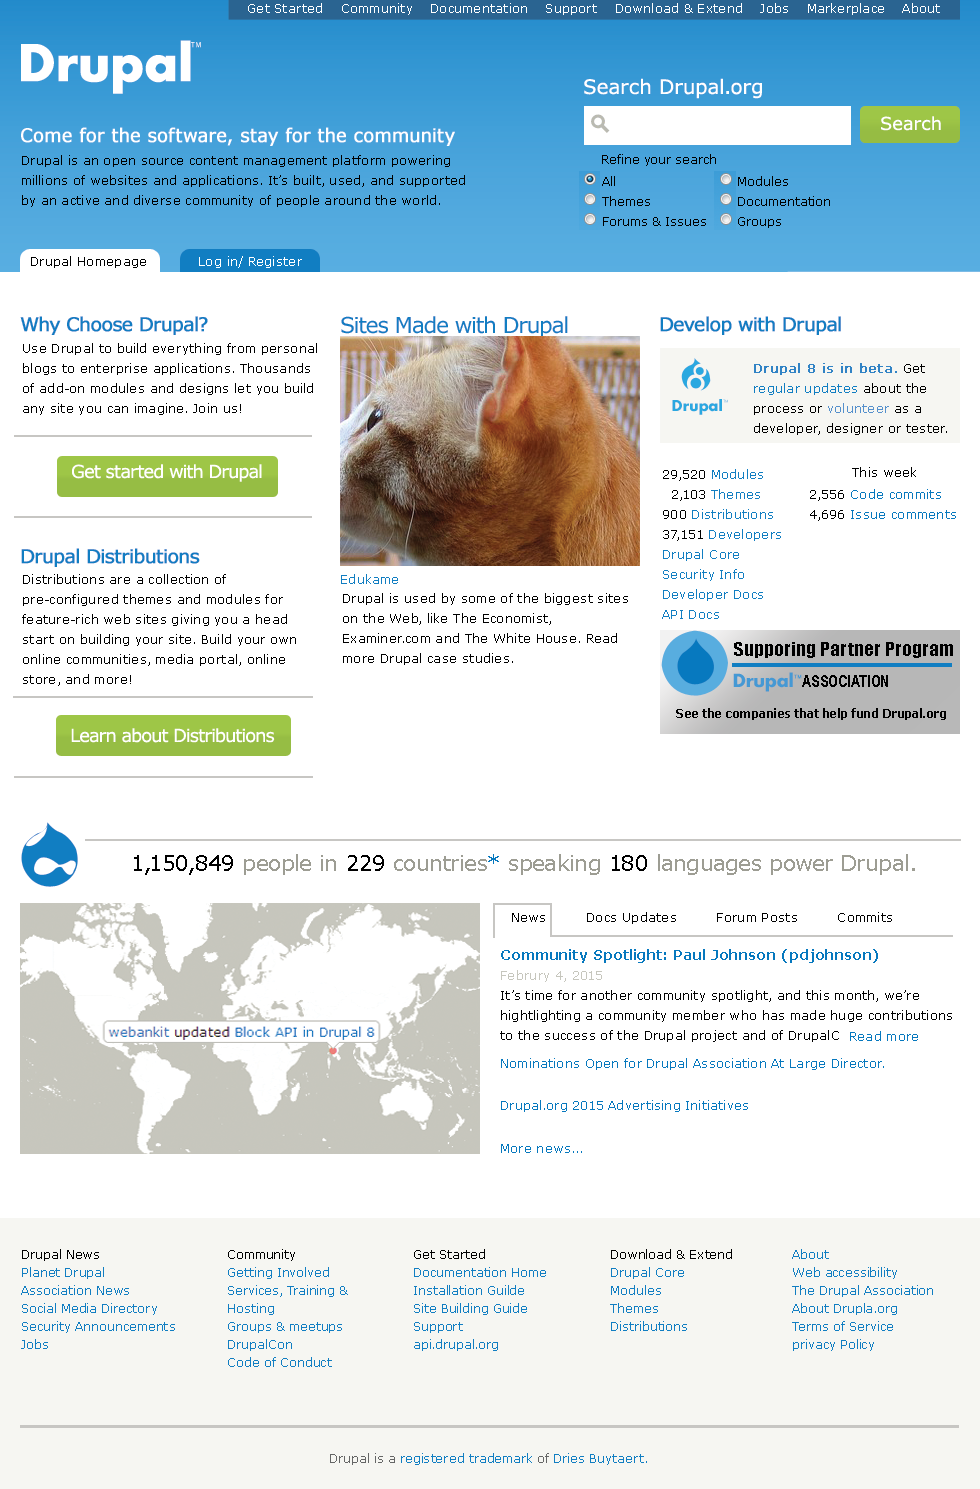 Get Started Community Documentation Support Download & Extend Jobs Markerplace About
Drupal™
Search Drupal.org
Search
Come for the software, stay for the community
Drupal is an open source content management platform powering
millions of websites and applications. It's built, used, and supported
by an active and diverse community of people around the world.
Refine your search
All
Modules
Themes
Documentation
Forums & Issues
Groups
Drupal Homepage
Log in/ Register
Why Choose Drupal?
Use Drupal to build everything from personal
blogs to enterprise applications. Thousands
of add-on modules and designs let you build
any site you can imagine. Join us!
Get started with Drupal
Drupal Distributions
Distributions are a collection of
pre-configured themes and modules for
feature-rich web sites giving you a head
start on building your site. Build your own
online communities, media portal, online
store, and more!
Learn about Distributions
Sites Made with Drupal
Edukame
Drupal is used by some of the biggest sites
on the Web, like The Economist,
Examiner.com and The White House. Read
more Drupal case studies.
Develop with Drupal
8
Drupal™
Drupal 8 is in beta. Get
regular updates about the
process or volunteer as a
developer, designer or tester.
29,520 Modules
2,103 Themes
900 Distributions
37,151 Developers
Drupal Core
Security Info
Developer Docs
API Docs
This week
2,556 Code commits
4,696 Issue comments
Supporing Partner Program
Drupal™ ASSOCIATION
See the companies that help fund Drupal.org
1,150,849 people in 229 countries* speaking 180 languages power Drupal.
webankit updated Block API in Drupal 8
News Docs Updates Forum Posts Commits
Community Spotlight: Paul Johnson (pdjohnson)
Februry 4, 2015
It's time for another community spotlight, and this month, we're
hightlighting a community member who has made huge contributions
to the success of the Drupal project and of DrupalC Read more
Nominations Open for Drupal Association At Large Director.
Drupal.org 2015 Advertising Initiatives
More news...
Drupal News
Planet Drupal
Association News
Social Media Directory
Security Announcements
Jobs
Community
Getting Involved
Services, Training &
Hosting
Groups & meetups
DrupalCon
Code of Conduct
Get Started
Documentation Home
Installation Guilde
Site Building Guide
Support
api.drupal.org
Download & Extend
Drupal Core
Modules
Themes
Distributions
About
Web accessibility
The Drupal Association
About Drupla.org
Terms of Service
privacy Policy
Drupal is a registered trademark of Dries Buytaert.